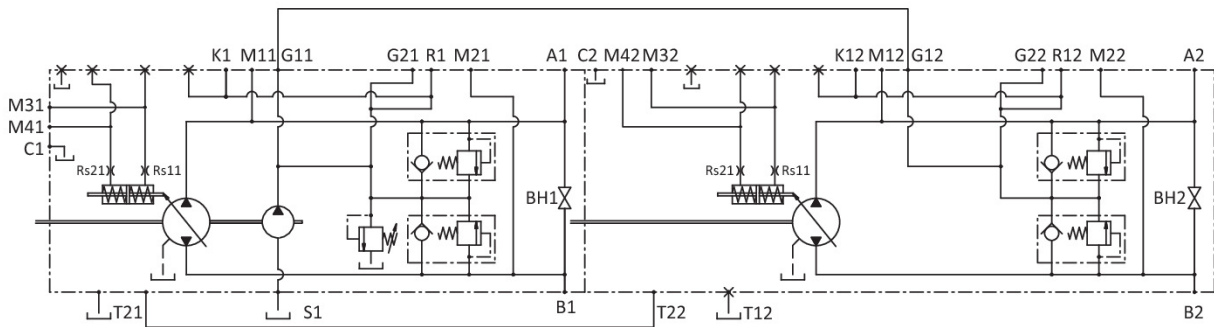 K1 M11 G11 G21 R1 M21 A1 C2 M42 M32 K12 M12 G12 G22 R12 M22 A2
M31
M41
C1
Rs21 Rs11 Rs21 Rs11
BH1 BH2
T21 S1 B1 T22 T12 B2